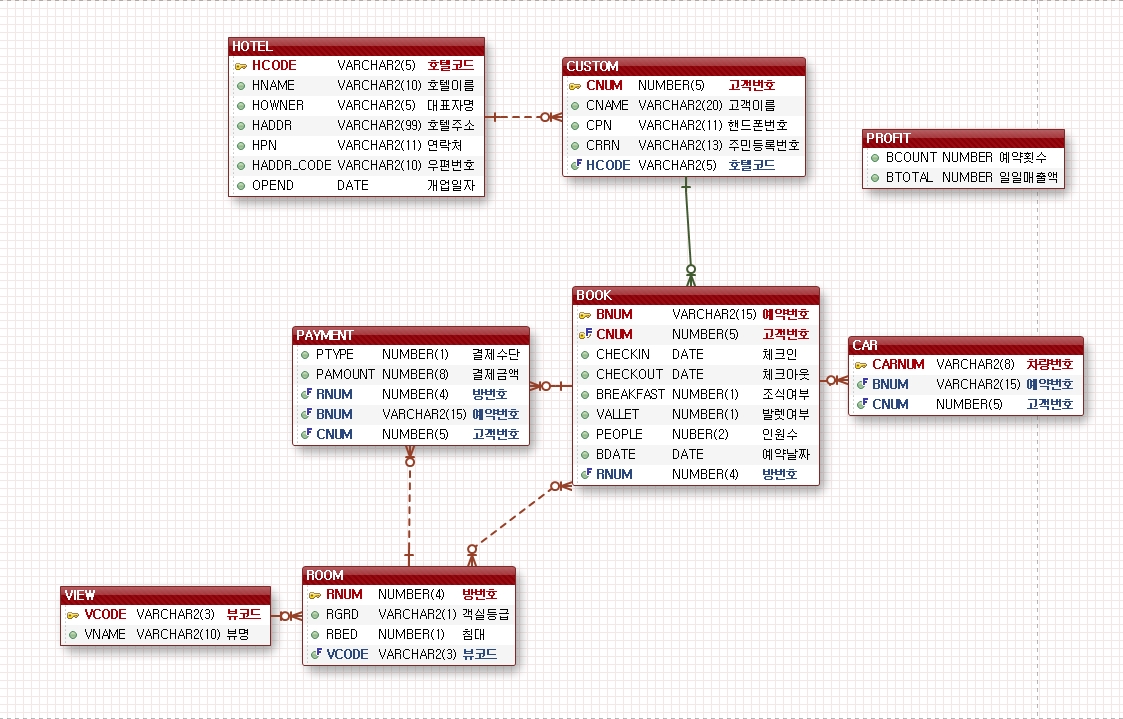 HOTEL
HCODE VARCHAR2(5) 호텔코드
HNAME VARCHAR2(10) 호텔이름
HOWNER VARCHAR2(5) 대표자명
HADDR VARCHAR2(99) 호텔주소
HPN VARCHAR2(11) 연락처
HADDR_CODE VARCHAR2(10) 우편번호
OPEND DATE 개업일자
CUSTOM
CNUM NUMBER(5) 고객번호
CNAME VARCHAR2(20) 고객이름
CPN VARCHAR2(11) 핸드폰번호
CRRN VARCHAR2(13) 주민등록번호
HCODE VARCHAR2(5) 호텔코드
PROFIT
BCOUNT NUMBER 예약횟수
BTOTAL NUMBER 일일매출액
PAYMENT
PTYPE NUMBER(1) 결제수단
PAMOUNT NUMBER(8) 결제금액
RNUM NUMBER(4) 방번호
BNUM VARCHAR2(15) 예약번호
CNUM NUMBER(5) 고객번호
BOOK
BNUM VARCHAR2(15) 예약번호
CNUM NUMBER(5) 고객번호
CHECKIN DATE 체크인
CHECKOUT DATE 체크아웃
BREAKFAST NUMBER(1) 조식여부
VALLET NUMBER(1) 발렛여부
PEOPLE NUBER(2) 인원수
BDATE DATE 예약날짜
RNUM NUMBER(4) 방번호
CAR
CARNUM VARCHAR2(8) 차량번호
BNUM VARCHAR2(15) 예약번호
CNUM NUMBER(5) 고객번호
VIEW
VCODE VARCHAR2(3) 뷰코드
VNAME VARCHAR2(10) 뷰명
ROOM
RNUM NUMBER(4) 방번호
RGRD VARCHAR2(1) 객실등급
RBED NUMBER(1) 침대
VCODE VARCHAR2(3) 뷰코드